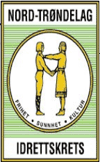 NORD-TRØNDELAG
FRIHET · SUNNHET · KULTUR
IDRETTSKRETS